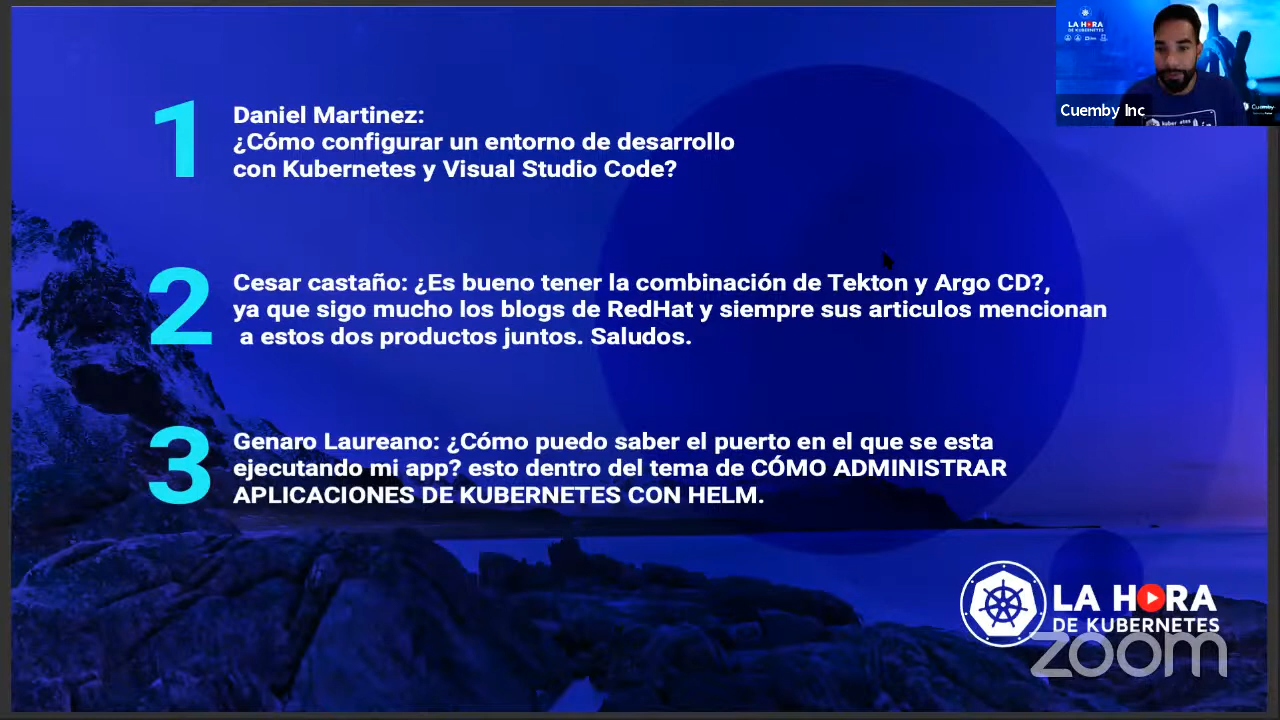 1
Daniel Martinez:
¿Cómo configurar un entorno de desarrollo
con Kubernetes y Visual Studio Code?
2
Cesar castaño: ¿Es bueno tener la combinación de Tekton y Argo CD?,
ya que sigo mucho los blogs de RedHat y siempre sus articulos mencionan
a estos dos productos juntos. Saludos.
3
Genaro Laureano: ¿Cómo puedo saber el puerto en el que se esta
ejecutando mi app? esto dentro del tema de CÓMO ADMINISTRAR
APLICACIONES DE KUBERNETES CON HELM.
LA HORA
DE KUBERNETES
Cuemby Inc
Cuemby
LA HORA
DE KUBERNETES
zoom